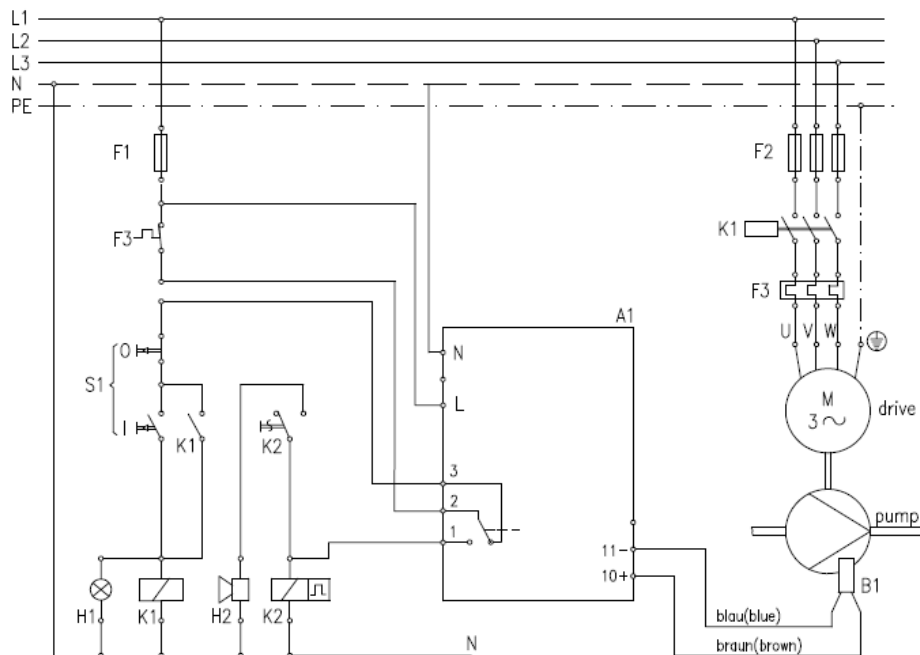 L1
L2
L3
N
PE
F1
F2
F3
K1
F3
A1
U V W
N
O
S1
L
M
3 ~
drive
I
K1
K2
3
2
1
pump
11 -
10 +
B1
H1
K1
H2
K2
blau(blue)
N
braun(brown)